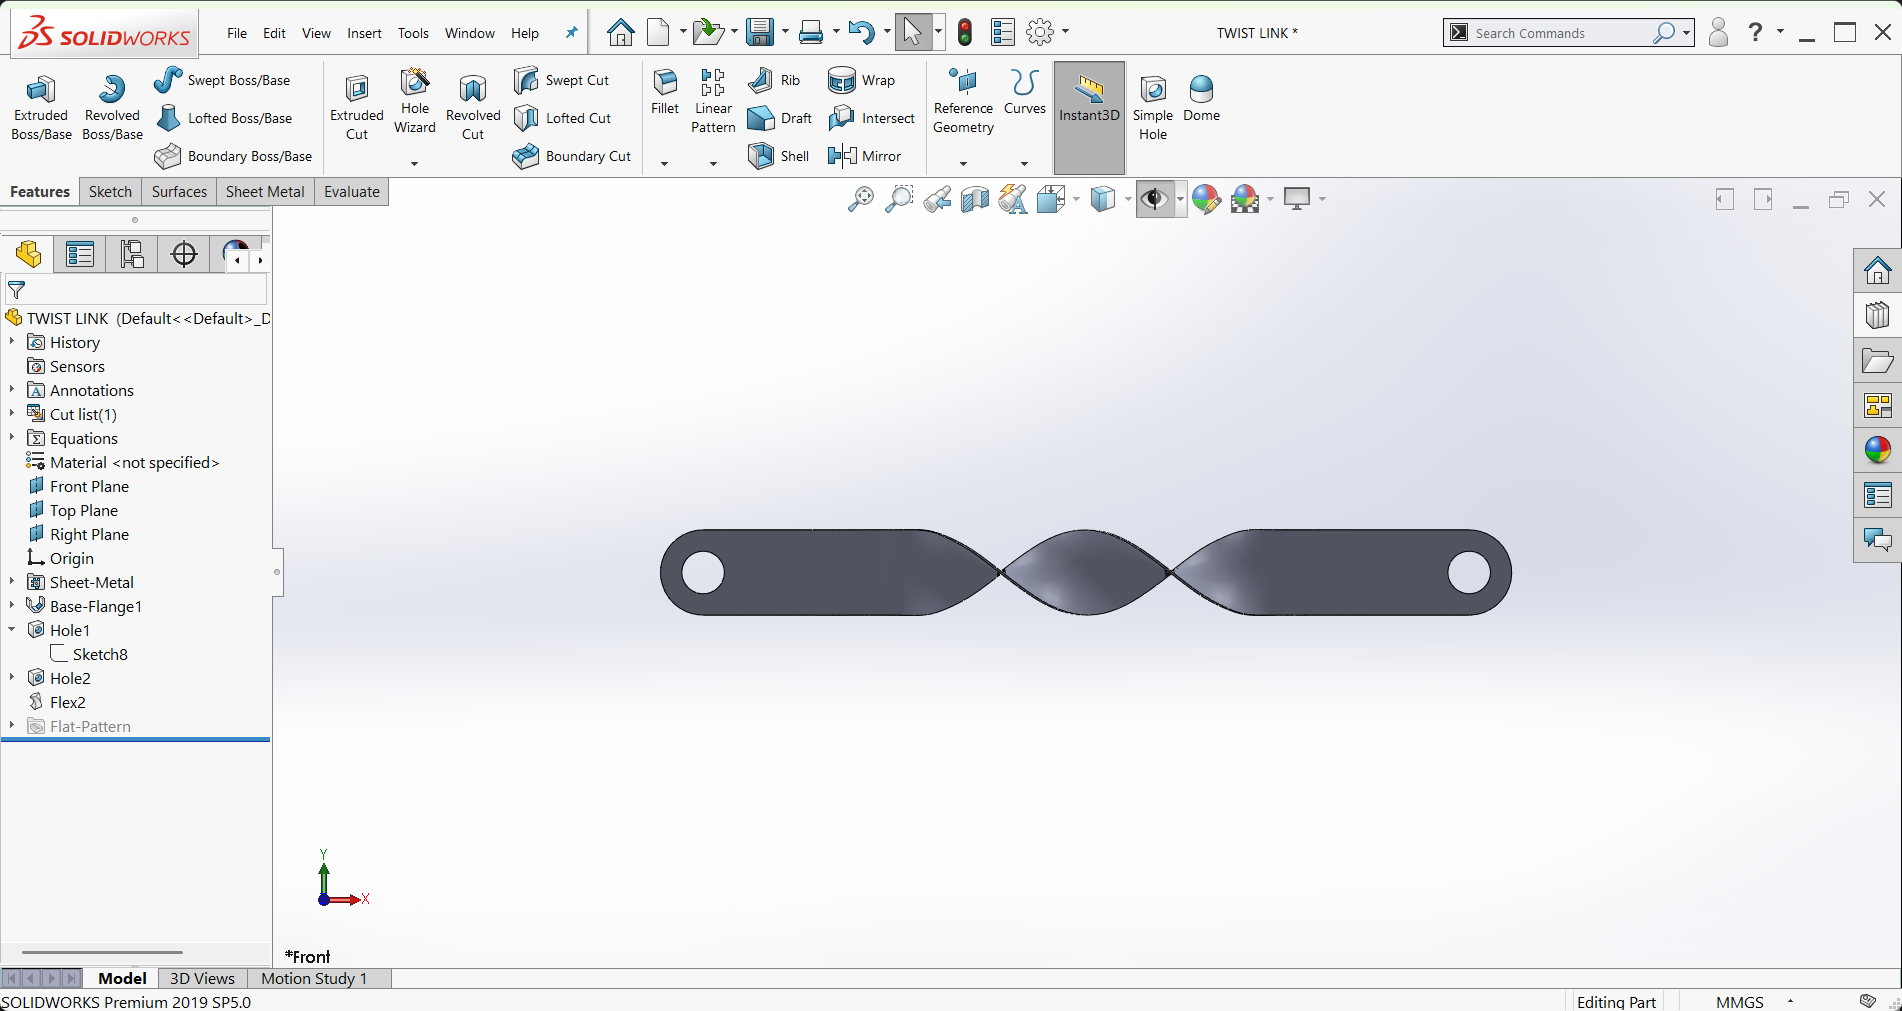 SOLIDWORKS
File Edit View Insert Tools Window Help
TWIST LINK *
Search Commands
?
Extruded Boss/Base
Revolved Boss/Base
Swept Boss/Base
Lofted Boss/Base
Boundary Boss/Base
Extruded Cut
Hole Wizard
Revolved Cut
Swept Cut
Lofted Cut
Boundary Cut
Fillet
Linear Pattern
Rib
Draft
Shell
Wrap
Intersect
Mirror
Reference Geometry
Curves
Instant3D
Simple Hole
Dome
Features Sketch Surfaces Sheet Metal Evaluate
TWIST LINK (Default<<Default>_D
History
Sensors
Annotations
Cut list(1)
Equations
Material <not specified>
Front Plane
Top Plane
Right Plane
Origin
Sheet-Metal
Base-Flange1
Hole1
Sketch8
Hole2
Flex2
Flat-Pattern
Y
X
*Front
Model 3D Views Motion Study 1
SOLIDWORKS Premium 2019 SP5.0
Editing Part
MMGS